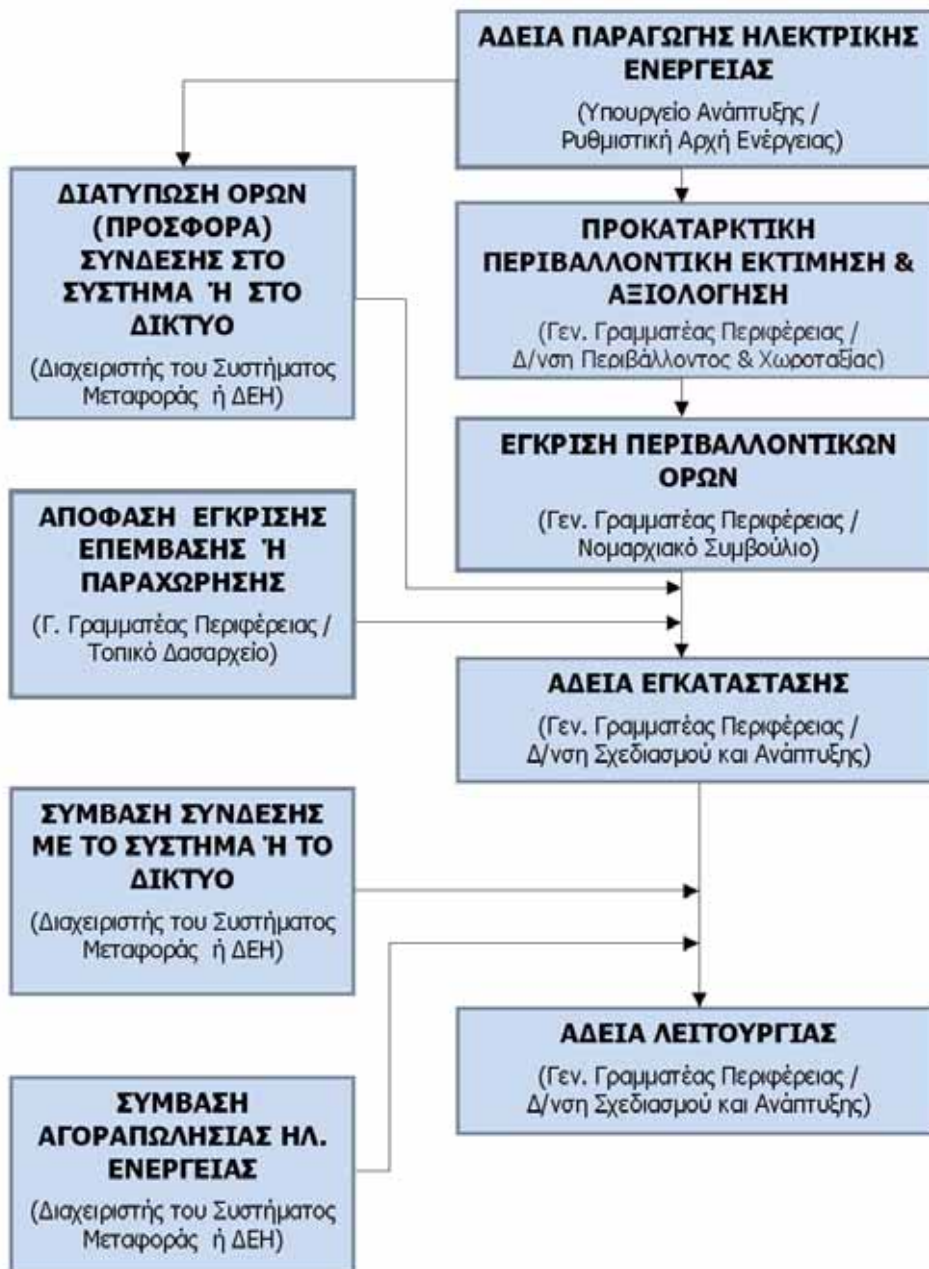 ΑΔΕΙΑ ΠΑΡΑΓΩΓΗΣ ΗΛΕΚΤΡΙΚΗΣ
ΕΝΕΡΓΕΙΑΣ
(Υπουργείο Ανάπτυξης /
Ρυθμιστική Αρχή Ενέργειας)
ΔΙΑΤΥΠΩΣΗ ΟΡΩΝ
(ΠΡΟΣΦΟΡΑ)
ΣΥΝΔΕΣΗΣ ΣΤΟ
ΣΥΣΤΗΜΑ Ή ΣΤΟ
ΔΙΚΤΥΟ
(Διαχειριστής του Συστήματος
Μεταφοράς ή ΔΕΗ)
ΠΡΟΚΑΤΑΡΚΤΙΚΗ
ΠΕΡΙΒΑΛΛΟΝΤΙΚΗ ΕΚΤΙΜΗΣΗ &
ΑΞΙΟΛΟΓΗΣΗ
(Γεν. Γραμματέας Περιφέρειας /
Δ/νση Περιβάλλοντος & Χωροταξίας)
ΕΓΚΡΙΣΗ ΠΕΡΙΒΑΛΛΟΝΤΙΚΩΝ
ΟΡΩΝ
(Γεν. Γραμματέας Περιφέρειας /
Νομαρχιακό Συμβούλιο)
ΑΠΟΦΑΣΗ ΕΓΚΡΙΣΗΣ
ΕΠΕΜΒΑΣΗΣ Ή
ΠΑΡΑΧΩΡΗΣΗΣ
(Γ. Γραμματέας Περιφέρειας /
Τοπικό Δασαρχείο)
ΑΔΕΙΑ ΕΓΚΑΤΑΣΤΑΣΗΣ
(Γεν. Γραμματέας Περιφέρειας /
Δ/νση Σχεδιασμού και Ανάπτυξης)
ΣΥΜΒΑΣΗ ΣΥΝΔΕΣΗΣ
ΜΕ ΤΟ ΣΥΣΤΗΜΑ Ή ΤΟ
ΔΙΚΤΥΟ
(Διαχειριστής του Συστήματος
Μεταφοράς ή ΔΕΗ)
ΑΔΕΙΑ ΛΕΙΤΟΥΡΓΙΑΣ
(Γεν. Γραμματέας Περιφέρειας /
Δ/νση Σχεδιασμού και Ανάπτυξης)
ΣΥΜΒΑΣΗ
ΑΓΟΡΑΠΩΛΗΣΙΑΣ ΗΛ.
ΕΝΕΡΓΕΙΑΣ
(Διαχειριστής του Συστήματος
Μεταφοράς ή ΔΕΗ)